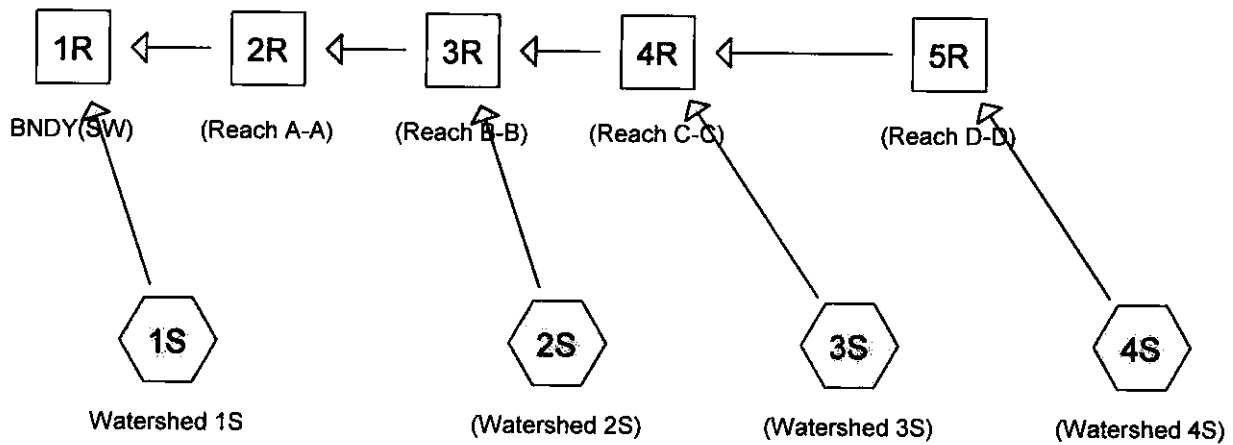 1R 2R 3R 4R 5R
BNDY(SW) (Reach A-A) (Reach B-B) (Reach C-C) (Reach D-D)
1S 2S 3S 4S
Watershed 1S (Watershed 2S) (Watershed 3S) (Watershed 4S)